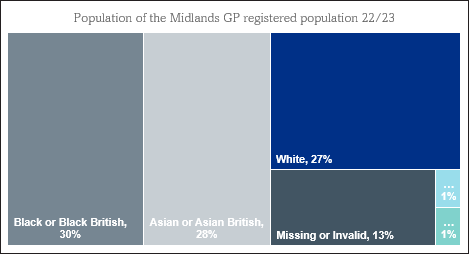 Population of the Midlands GP registered population 22/23
Black or Black British,
30%
Asian or Asian British,
28%
White, 27%
Missing or Invalid, 13%
...
1%
...
1%